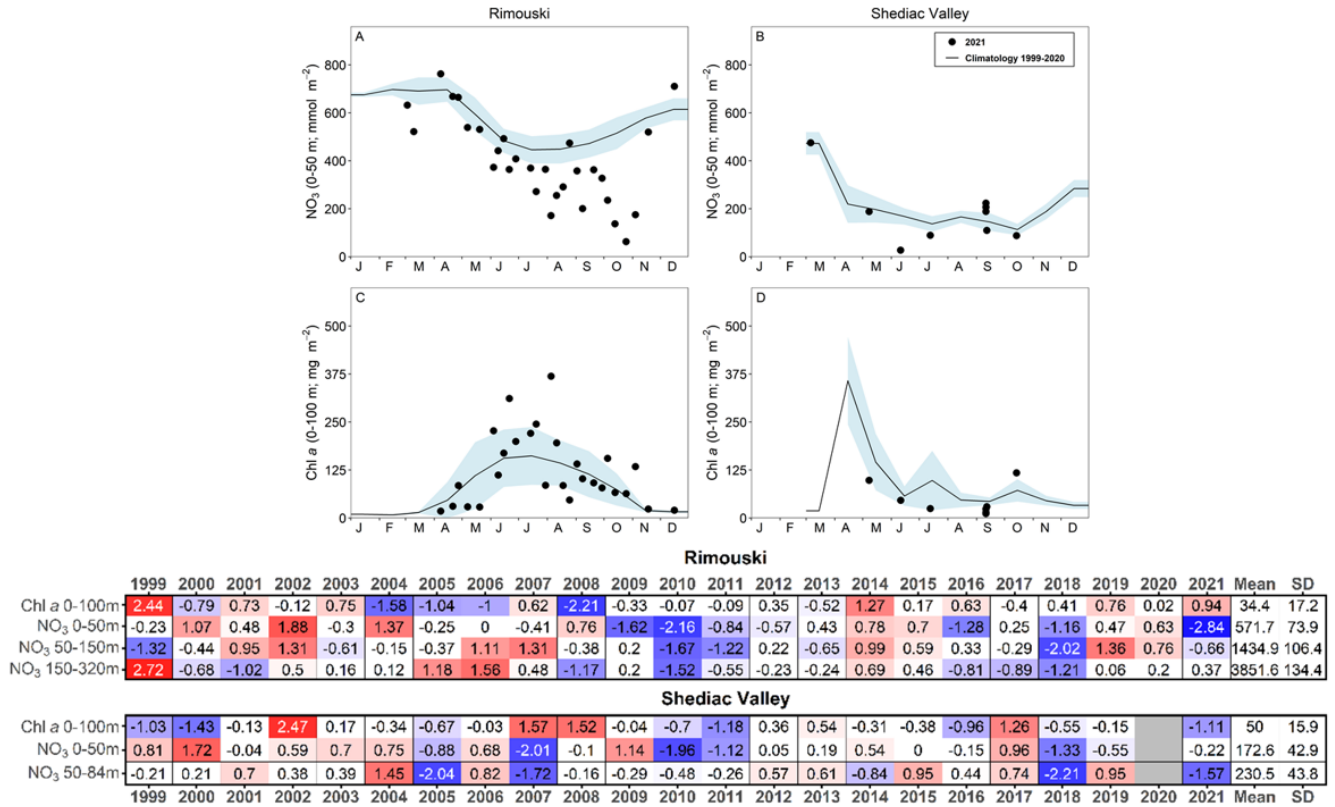 Rimouski
Shediac Valley
A
NO3 (0-50 m; mmol m−2)
800
600
400
200
0
J F M A M J J A S O N D
B
2021
Climatology 1999-2020
NO3 (0-50 m; mmol m−2)
800
600
400
200
0
J F M A M J J A S O N D
C
Chl a (0-100 m; mg m−2)
500
375
250
125
0
J F M A M J J A S O N D
D
Chl a (0-100 m; mg m−2)
500
375
250
125
0
J F M A M J J A S O N D
Rimouski
1999 2000 2001 2002 2003 2004 2005 2006 2007 2008 2009 2010 2011 2012 2013 2014 2015 2016 2017 2018 2019 2020 2021 Mean SD
Chl a 0-100m 2.44 -0.79 0.73 -0.12 0.75 -1.58 -1.04 -1 0.62 -2.21 -0.33 -0.07 -0.09 0.35 -0.52 1.27 0.17 0.63 -0.4 0.41 0.76 0.02 0.94 34.4 17.2
NO3 0-50m -0.23 1.07 0.48 1.88 -0.3 1.37 -0.25 0 -0.41 0.76 -1.62 -2.16 -0.84 -0.57 0.43 0.78 0.7 -1.28 0.25 -1.16 0.47 0.63 -2.84 571.7 73.9
NO3 50-150m -1.32 -0.44 0.95 1.31 -0.61 -0.15 -0.37 1.11 1.31 -0.38 0.2 -1.67 -1.22 0.22 -0.65 0.99 0.59 0.33 -0.29 -2.02 1.36 0.76 -0.66 1434.9 106.4
NO3 150-320m 2.72 -0.68 -1.02 0.5 0.16 0.12 1.18 1.56 0.48 -1.17 0.2 -1.52 -0.55 -0.23 -0.24 0.69 0.46 -0.81 -0.89 -1.21 0.06 0.2 0.37 3851.6 134.4
Shediac Valley
Chl a 0-100m -1.03 -1.43 -0.13 2.47 0.17 -0.34 -0.67 -0.03 1.57 1.52 -0.04 -0.7 -1.18 0.36 0.54 -0.31 -0.38 -0.96 1.26 -0.55 -0.15 -1.11 50 15.9
NO3 0-50m 0.81 1.72 -0.04 0.59 0.7 0.75 -0.88 0.68 -2.01 -0.1 1.14 -1.96 -1.12 0.05 0.19 0.54 0 -0.15 0.96 -1.33 -0.55 -0.22 172.6 42.9
NO3 50-84m -0.21 0.21 0.7 0.38 0.39 1.45 -2.04 0.82 -1.72 -0.16 -0.29 -0.48 -0.26 0.57 0.61 -0.84 0.95 0.44 0.74 -2.21 0.95 -1.57 230.5 43.8
1999 2000 2001 2002 2003 2004 2005 2006 2007 2008 2009 2010 2011 2012 2013 2014 2015 2016 2017 2018 2019 2020 2021 Mean SD